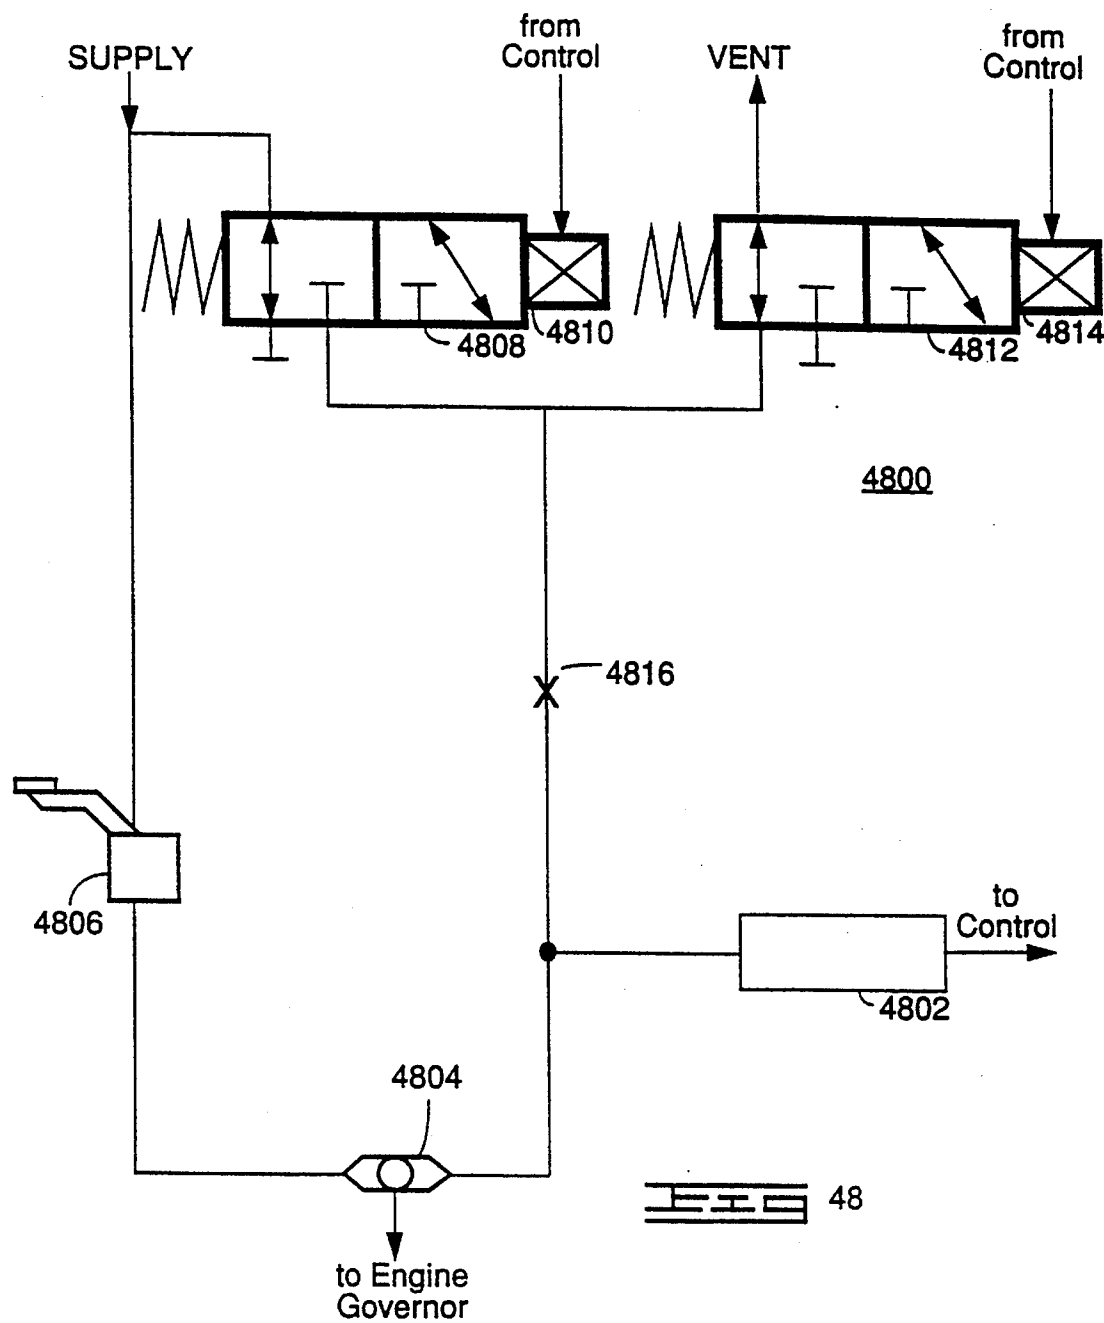 SUPPLY
from
Control
VENT
from
Control
4808
4810
4812
4814
4800
4816
4806
to
Control
4802
4804
FIG 48
to Engine
Governor